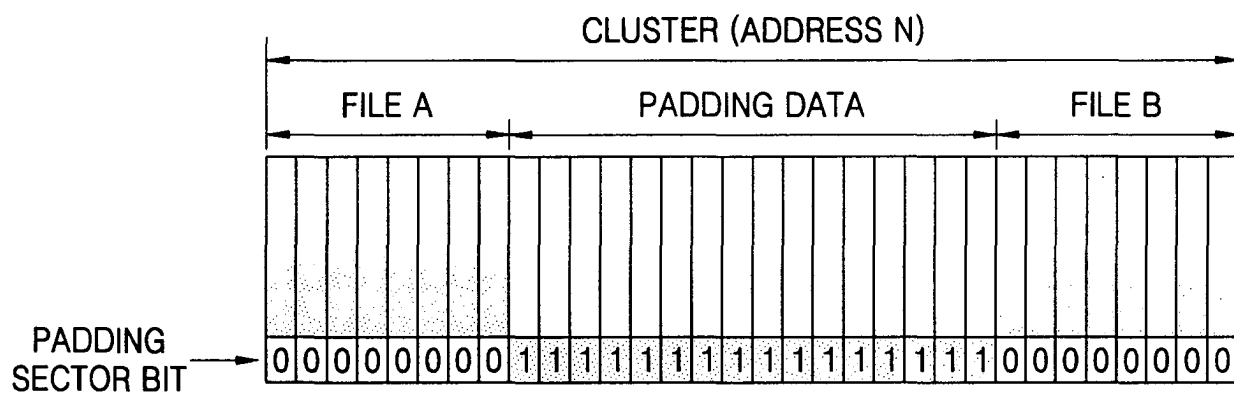 CLUSTER (ADDRESS N)
FILE A PADDING DATA FILE B
PADDING
SECTOR BIT
0 0 0 0 0 0 0 0 1 1 1 1 1 1 1 1 1 1 1 1 1 1 1 1 0 0 0 0 0 0 0 0